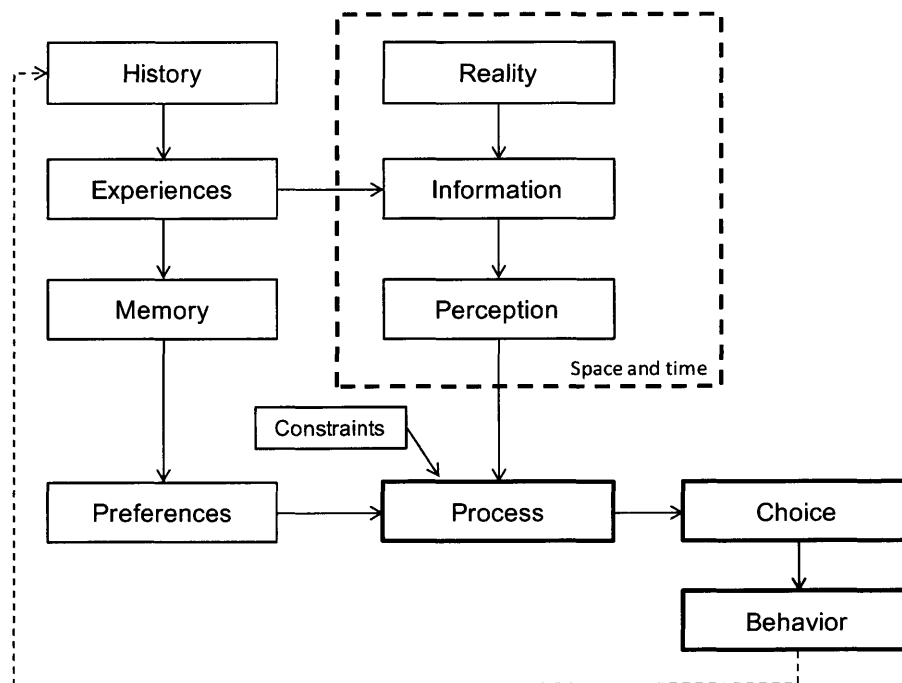 History
Reality
Experiences
Information
Memory
Perception
Space and time
Constraints
Preferences
Process
Choice
Behavior